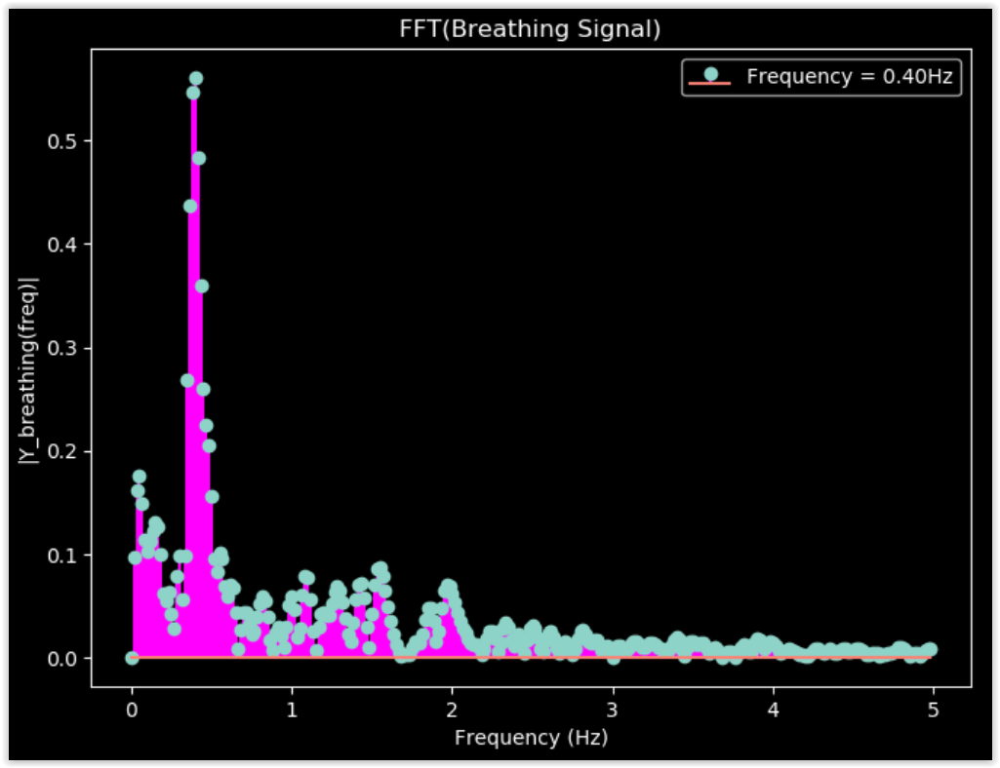 FFT(Breathing Signal)
Frequency = 0.40Hz
|Y_breathing(freq)|
0.5
0.4
0.3
0.2
0.1
0.0
0 1 2 3 4 5
Frequency (Hz)